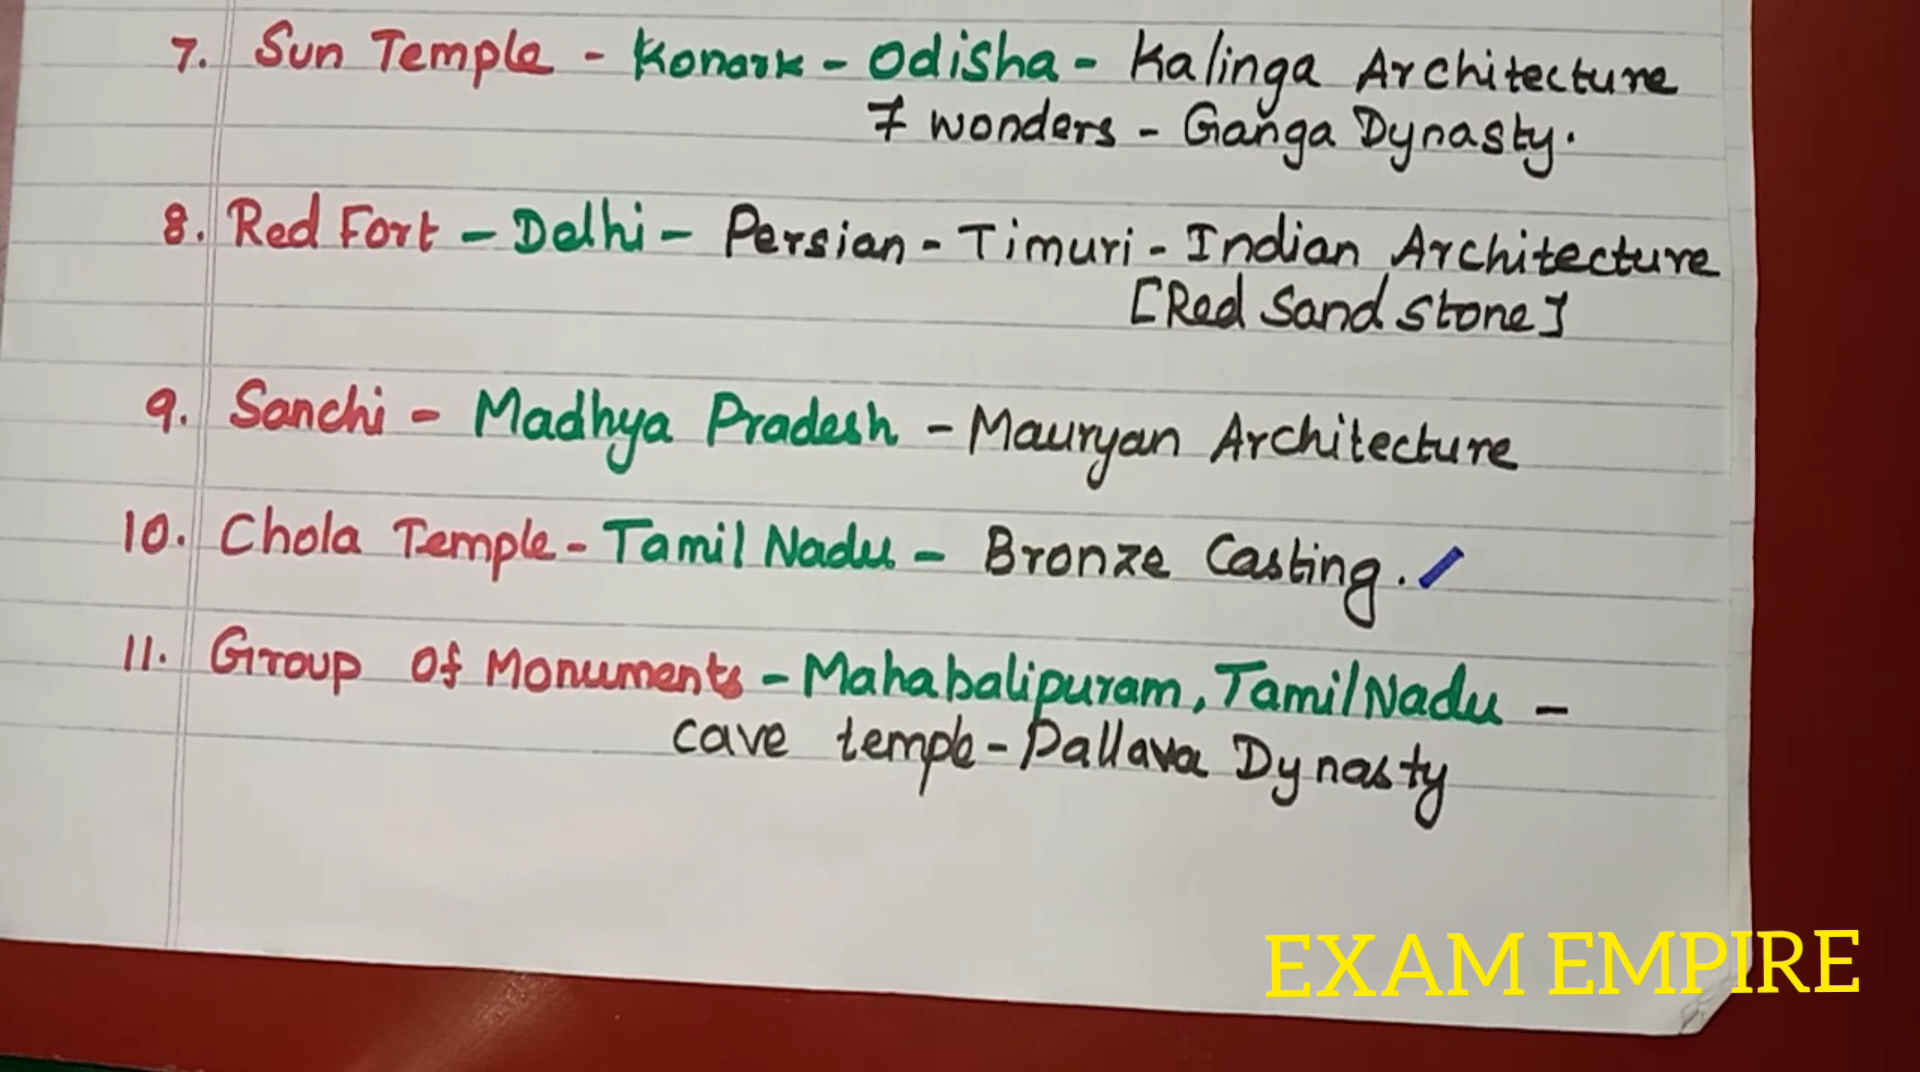 7. Sun Temple - Konark - Odisha - Kalinga Architecture
7 wonders - Ganga Dynasty.
8. Red Fort - Delhi - Persian - Timuri - Indian Architecture
[Red Sand Stone]
9. Sanchi - Madhya Pradesh - Mauryan Architecture
10. Chola Temple - Tamil Nadu - Bronze Casting.
11. Group of Monuments - Mahabalipuram, Tamil Nadu -
cave temple - Pallava Dynasty
EXAM EMPIRE